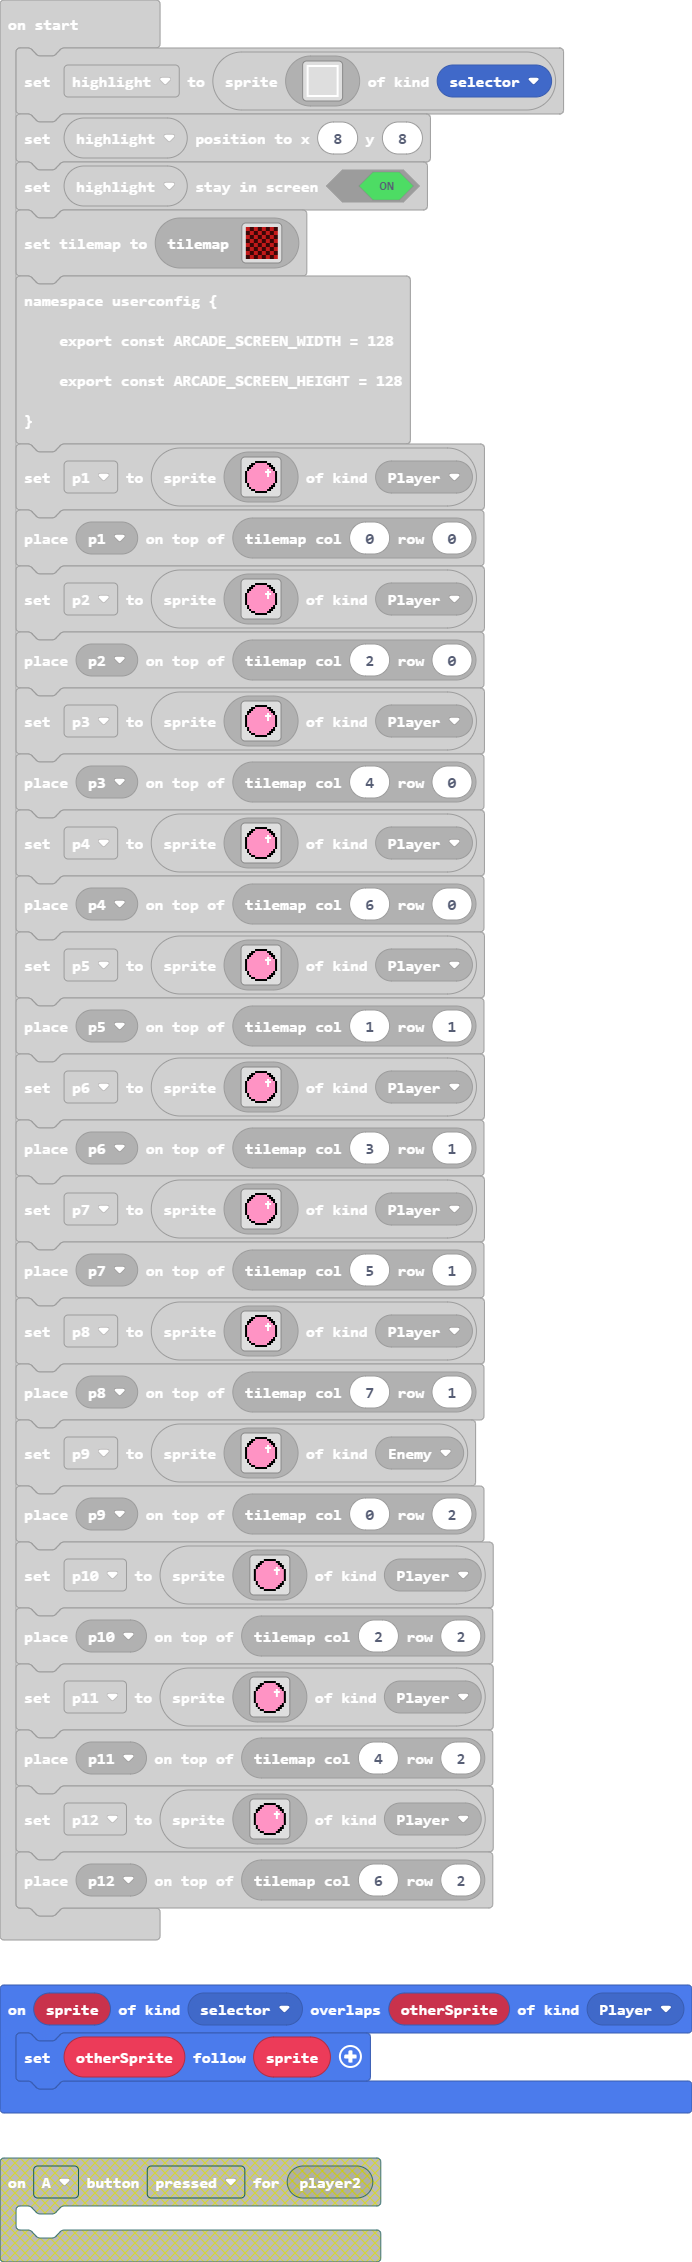 on start
set highlight to sprite of kind selector
set highlight position to x 8 y 8
set highlight stay in screen ON
set tilemap to tilemap
namespace userconfig {
export const ARCADE_SCREEN_WIDTH = 128
export const ARCADE_SCREEN_HEIGHT = 128
}
set p1 to sprite of kind Player
place p1 on top of tilemap col 0 row 0
set p2 to sprite of kind Player
place p2 on top of tilemap col 2 row 0
set p3 to sprite of kind Player
place p3 on top of tilemap col 4 row 0
set p4 to sprite of kind Player
place p4 on top of tilemap col 6 row 0
set p5 to sprite of kind Player
place p5 on top of tilemap col 1 row 1
set p6 to sprite of kind Player
place p6 on top of tilemap col 3 row 1
set p7 to sprite of kind Player
place p7 on top of tilemap col 5 row 1
set p8 to sprite of kind Player
place p8 on top of tilemap col 7 row 1
set p9 to sprite of kind Enemy
place p9 on top of tilemap col 0 row 2
set p10 to sprite of kind Player
place p10 on top of tilemap col 2 row 2
set p11 to sprite of kind Player
place p11 on top of tilemap col 4 row 2
set p12 to sprite of kind Player
place p12 on top of tilemap col 6 row 2
on sprite of kind selector overlaps otherSprite of kind Player
set otherSprite follow sprite
on A button pressed for player2